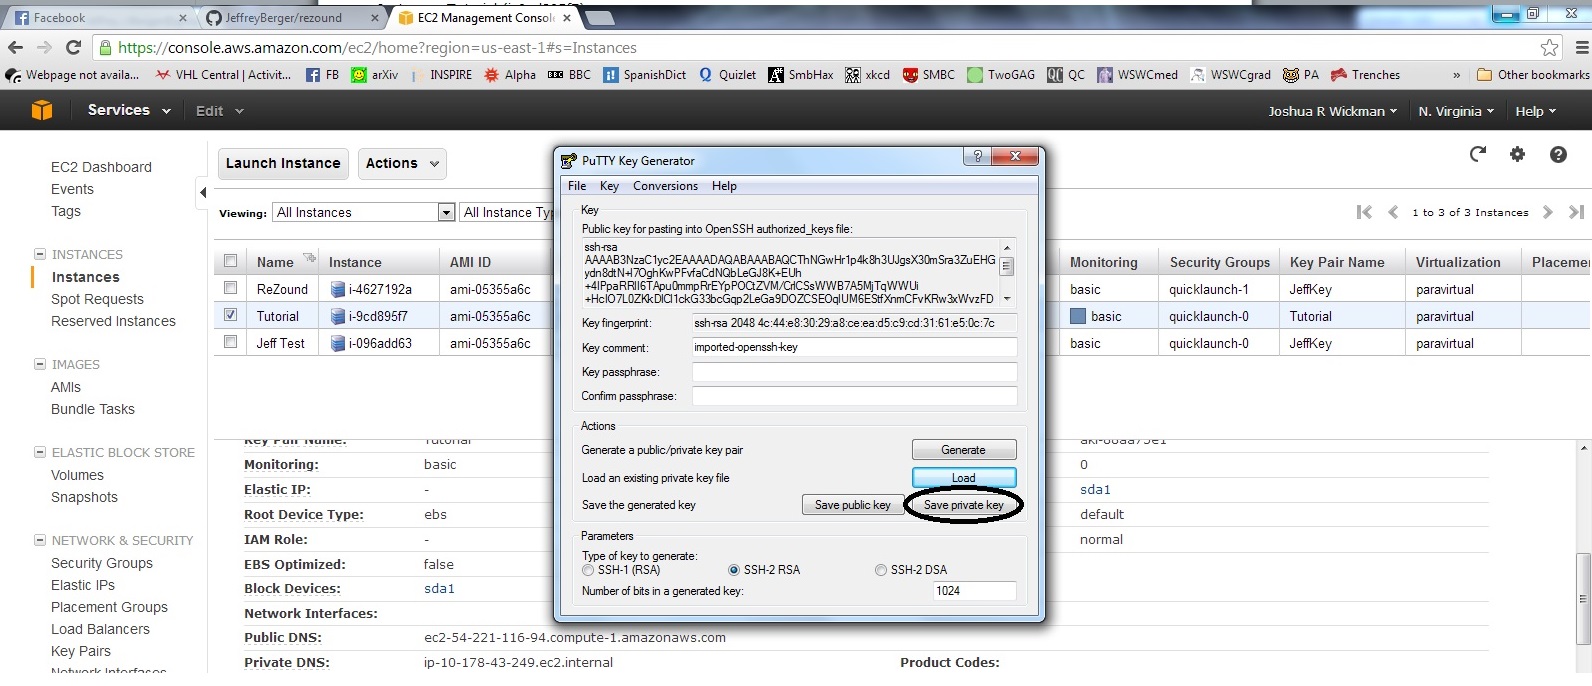 Facebook
JeffreyBerger/rezound
EC2 Management Consol
https://console.aws.amazon.com/ec2/home?region=us-east-1#s=Instances
Webpage not availa...
VHL Central | Activit...
FB
arXiv
INSPIRE
Alpha
BBC
BBC
SpanishDict
Quizlet
SmbHax
xkcd
SMBC
TwoGAG
QC
QC
WSWCmed
WSWCgrad
PA
Trenches
»
Other bookmarks
Services
Edit
Joshua R Wickman
N. Virginia
Help
EC2 Dashboard
Events
Tags
INSTANCES
Instances
Spot Requests
Reserved Instances
IMAGES
AMIs
Bundle Tasks
ELASTIC BLOCK STORE
Volumes
Snapshots
NETWORK & SECURITY
Security Groups
Elastic IPs
Placement Groups
Load Balancers
Key Pairs
Network Interfaces
Launch Instance
Actions
Viewing: All Instances All Instance Typ
1 to 3 of 3 Instances
Name Instance AMI ID Monitoring Security Groups Key Pair Name Virtualization Placemen
ReZound i-4627192a ami-05355a6c basic quicklaunch-1 JeffKey paravirtual
Tutorial i-9cd895f7 ami-05355a6c basic quicklaunch-0 Tutorial paravirtual
Jeff Test i-096add63 ami-05355a6c basic quicklaunch-0 JeffKey paravirtual
Key Pair Name: Tutorial aki-88aa75e1
Monitoring: basic 0
Elastic IP: - sda1
Root Device Type: ebs default
IAM Role: - normal
EBS Optimized: false
Block Devices: sda1
Network Interfaces:
Public DNS: ec2-54-221-116-94.compute-1.amazonaws.com
Private DNS: ip-10-178-43-249.ec2.internal Product Codes:
PuTTY Key Generator
File Key Conversions Help
Key
Public key for pasting into OpenSSH authorized_keys file:
ssh-rsa
AAAAB3NzaC1yc2EAAAADAQABAAABAQCThNGwHr1p4k8h3UJgsX30mSra3ZuEHG
ydn8dtN+l7OghKwPFvfaCdNQbLeGJ8K+EUh
+4IPpaRRlI6TApu0mmpRrEYpPOCtZVM/CrlCSsWWB7A5MjTqWWUi
+HclO7L0ZKkDlCl1ckG33bcGqp2LeGa9DOZCSEOqlUM6EStfXnmCFvKRw3xWvzFD
Key fingerprint: ssh-rsa 2048 4c:44:e8:30:29:a8:ce:ea:d5:c9:cd:31:61:e5:0c:7c
Key comment: imported-openssh-key
Key passphrase:
Confirm passphrase:
Actions
Generate a public/private key pair Generate
Load an existing private key file Load
Save the generated key Save public key Save private key
Parameters
Type of key to generate:
SSH-1 (RSA) SSH-2 RSA SSH-2 DSA
Number of bits in a generated key: 1024